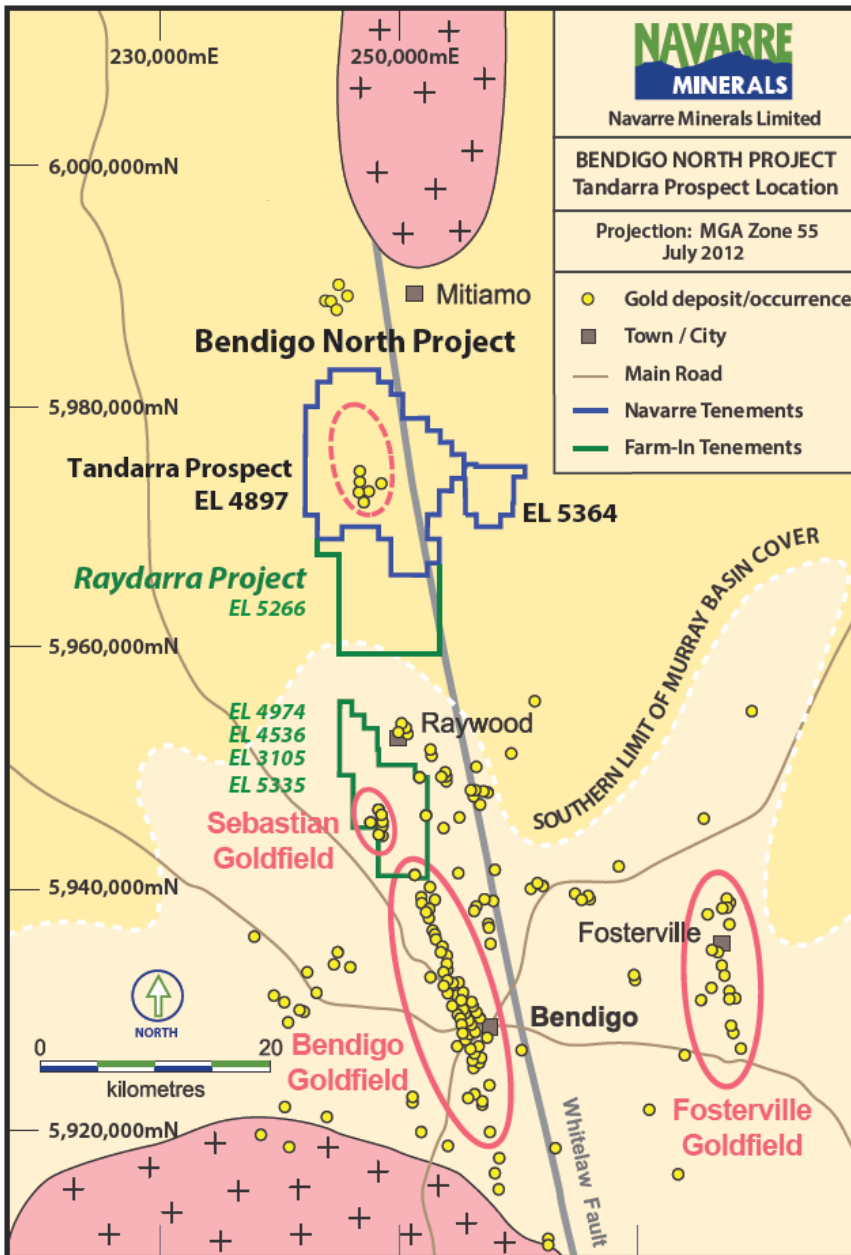 230,000mE
250,000mE
NAVARRE
MINERALS
Navarre Minerals Limited
BENDIGO NORTH PROJECT
Tandarra Prospect Location
Projection: MGA Zone 55
July 2012
Gold deposit/occurrence
Town / City
Main Road
Navarre Tenements
Farm-In Tenements
6,000,000mN
Mitiamo
Bendigo North Project
5,980,000mN
Tandarra Prospect
EL 4897
EL 5364
Raydarra Project
EL 5266
SOUTHERN LIMIT OF MURRAY BASIN COVER
5,960,000mN
EL 4974
EL 4536
EL 3105
EL 5335
Raywood
Sebastian
Goldfield
5,940,000mN
Fosterville
NORTH
Bendigo
0
20
kilometres
Bendigo
Goldfield
Fosterville
Goldfield
Whitelaw Fault
5,920,000mN